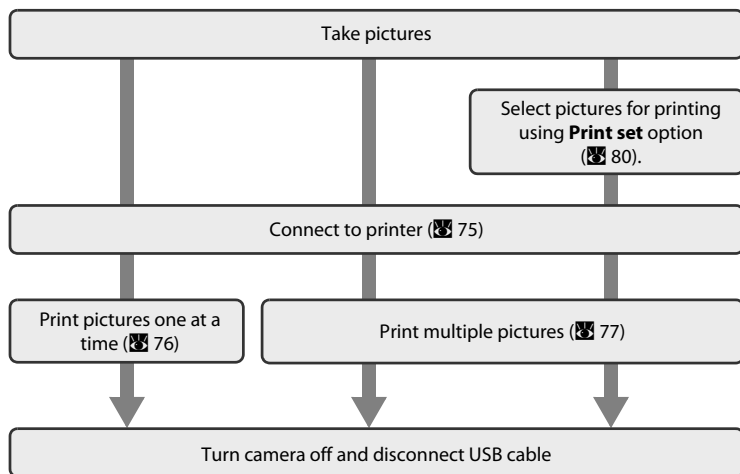 Take pictures
Select pictures for printing
using Print set option
( 80).
Connect to printer ( 75)
Print pictures one at a
time ( 76)
Print multiple pictures ( 77)
Turn camera off and disconnect USB cable